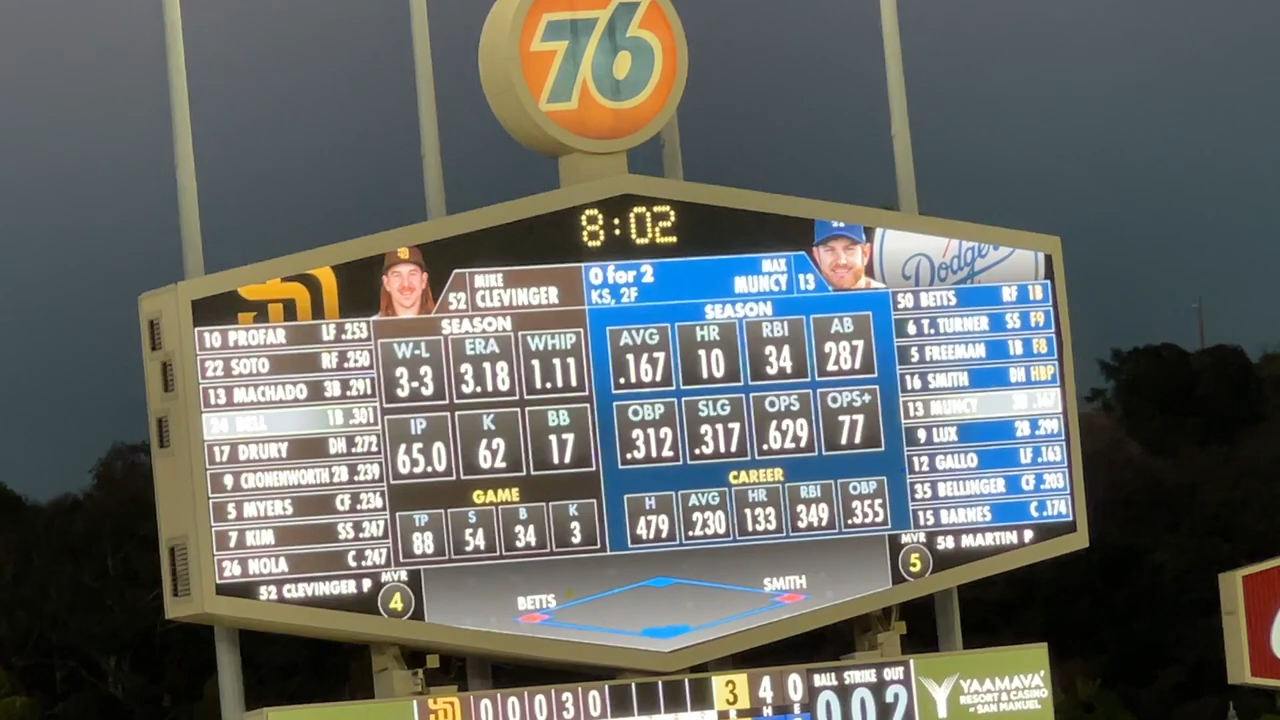 76
8:02
52 MIKE CLEVINGER
0 for 2
KS, 2F
MAX MUNCY 13
Dodgers
10 PROFAR LF .253
22 SOTO RF .250
13 MACHADO 3B .291
24 BELL 1B .301
17 DRURY DH .272
9 CRONENWORTH 2B .239
5 MYERS CF .236
7 KIM SS .247
26 NOLA C .247
52 CLEVINGER P
MVR
4
SEASON
W-L ERA WHIP
3-3 3.18 1.11
IP K BB
65.0 62 17
GAME
TP S B K
88 54 34 3
SEASON
AVG HR RBI AB
.167 10 34 287
OBP SLG OPS OPS+
.312 .317 .629 77
CAREER
H AVG HR RBI OBP
479 .230 133 349 .355
50 BETTS RF 1B
6 T. TURNER SS F9
5 FREEMAN 1B F8
16 SMITH DH HBP
13 MUNCY 3B .167
9 LUX 2B .299
12 GALLO LF .163
35 BELLINGER CF .203
15 BARNES C .174
MVR
5
58 MARTIN P
BETTS
SMITH
SD 0 0 0 3 0 3 4 0
R H E
BALL STRIKE OUT
0 0 2
YAAMAVA'
RESORT & CASINO
AT SAN MANUEL